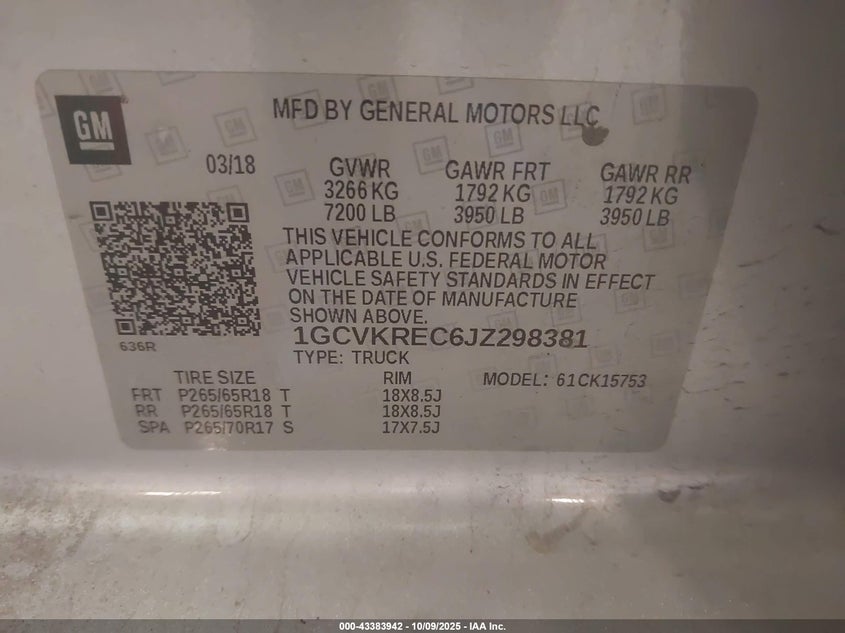 GM
MFD BY GENERAL MOTORS LLC
03/18 GVWR GAWR FRT GAWR RR
3266 KG 1792 KG 1792 KG
7200 LB 3950 LB 3950 LB
THIS VEHICLE CONFORMS TO ALL
APPLICABLE U.S. FEDERAL MOTOR
VEHICLE SAFETY STANDARDS IN EFFECT
ON THE DATE OF MANUFACTURE
SHOWN ABOVE.
1GCVKREC6JZ298381
636R
TYPE: TRUCK
TIRE SIZE RIM MODEL: 61CK15753
FRT P265/65R18 T 18X8.5J
RR P265/65R18 T 18X8.5J
SPA P265/70R17 S 17X7.5J
000-43383942 | 10/09/2025 - IAA Inc.